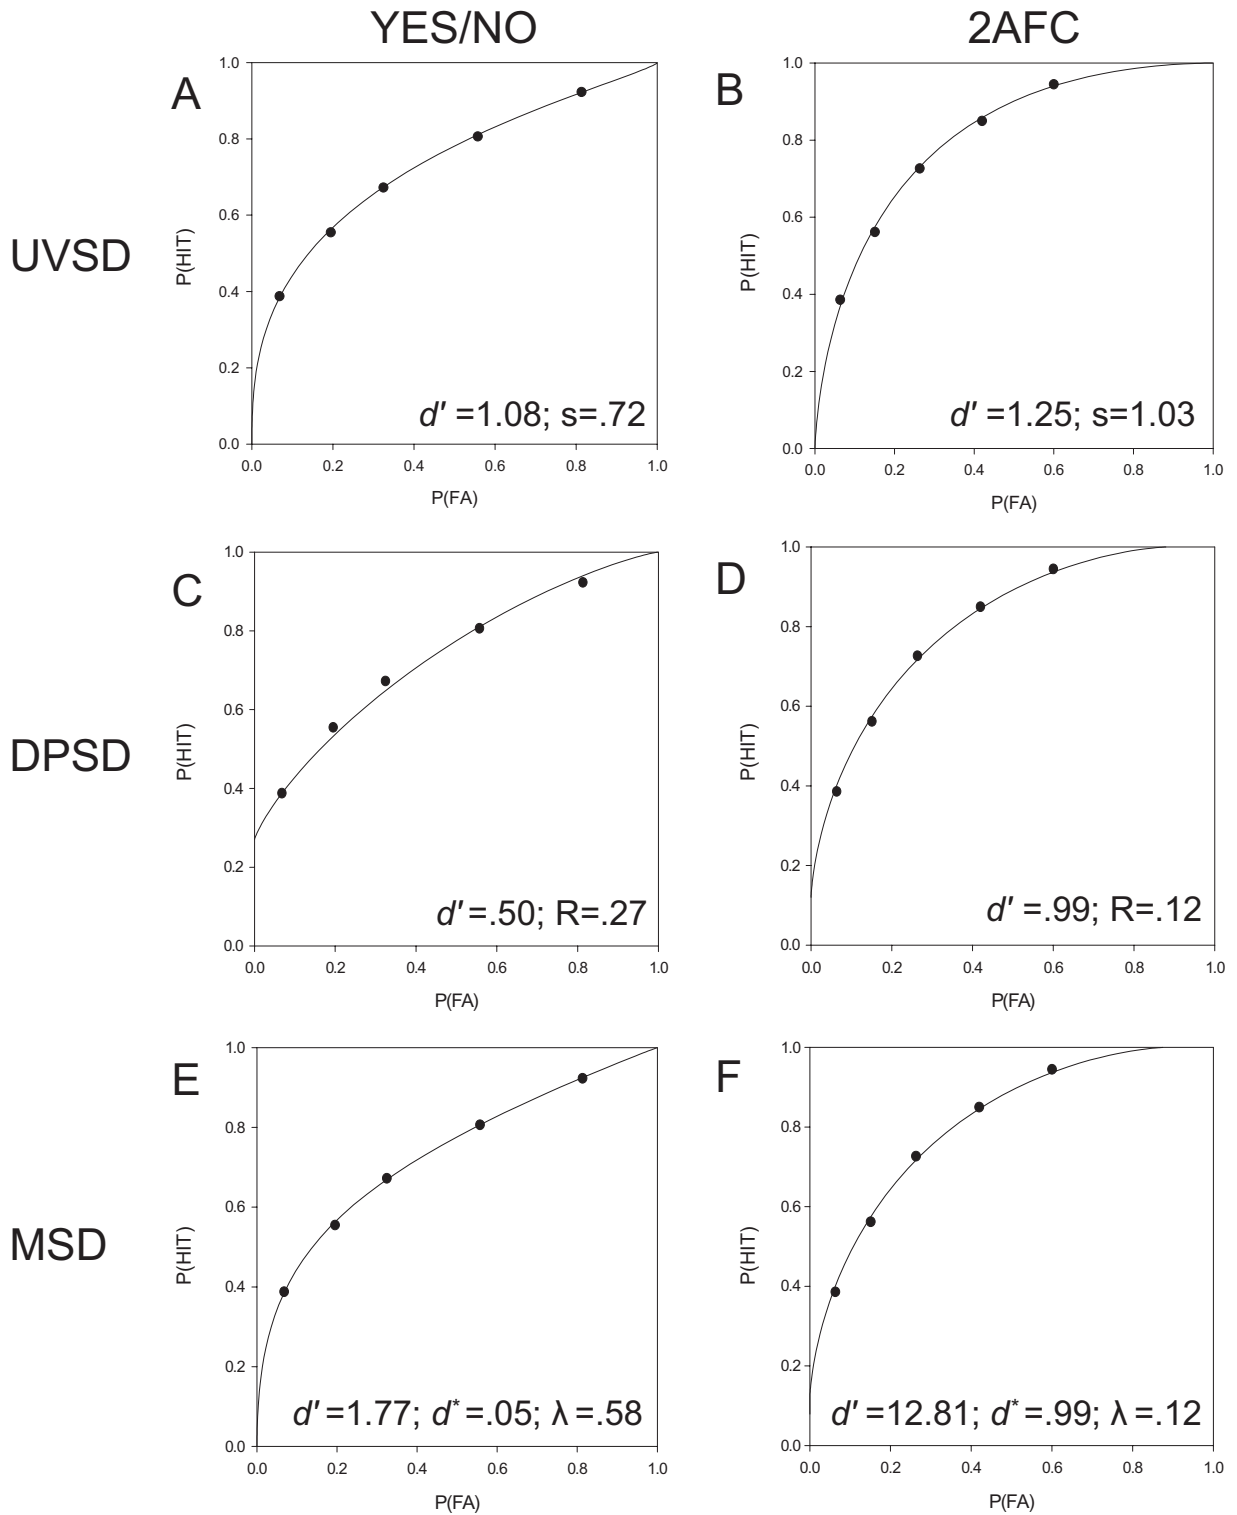 YES/NO
2AFC
UVSD
A
1.0
0.8
0.6
0.4
0.2
0.0
P(HIT)
d′ =1.08; s=.72
0.0 0.2 0.4 0.6 0.8 1.0
P(FA)
B
1.0
0.8
0.6
0.4
0.2
0.0
P(HIT)
d′ =1.25; s=1.03
0.0 0.2 0.4 0.6 0.8 1.0
P(FA)
DPSD
C
1.0
0.8
0.6
0.4
0.2
0.0
P(HIT)
d′ =.50; R=.27
0.0 0.2 0.4 0.6 0.8 1.0
P(FA)
D
1.0
0.8
0.6
0.4
0.2
0.0
P(HIT)
d′ =.99; R=.12
0.0 0.2 0.4 0.6 0.8 1.0
P(FA)
MSD
E
1.0
0.8
0.6
0.4
0.2
0.0
P(HIT)
d′ =1.77; d* =.05; λ =.58
0.0 0.2 0.4 0.6 0.8 1.0
P(FA)
F
1.0
0.8
0.6
0.4
0.2
0.0
P(HIT)
d′ =12.81; d* =.99; λ =.12
0.0 0.2 0.4 0.6 0.8 1.0
P(FA)